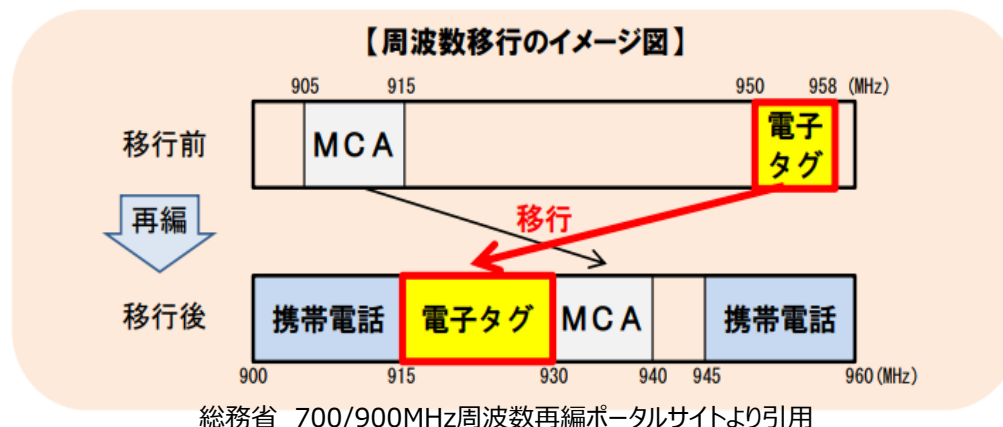 【周波数移行のイメージ図】
905 915 950 958 (MHz)
移行前
MCA
電子
タグ
再編
移行
移行後
携帯電話 電子タグ MCA 携帯電話
900 915 930 940 945 960(MHz)
総務省 700/900MHz周波数再編ポータルサイトより引用